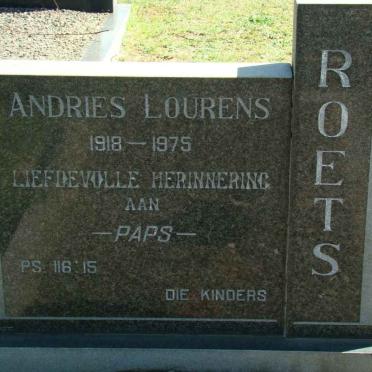 ROETS
ANDRIES LOURENS
1918 — 1975
LIEFDEVOLLE HERINNERING
AAN
— PAPS —
PS. 116:15
DIE KINDERS